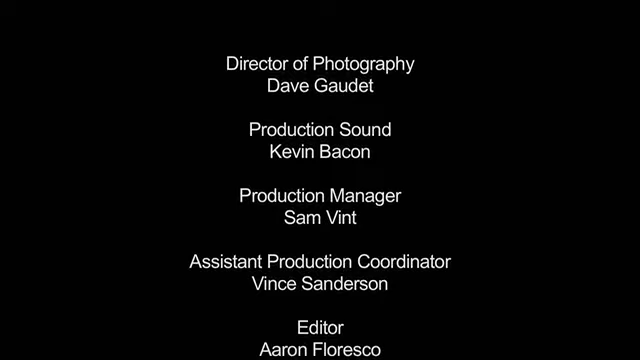 Director of Photography
Dave Gaudet
Production Sound
Kevin Bacon
Production Manager
Sam Vint
Assistant Production Coordinator
Vince Sanderson
Editor
Aaron Floresco